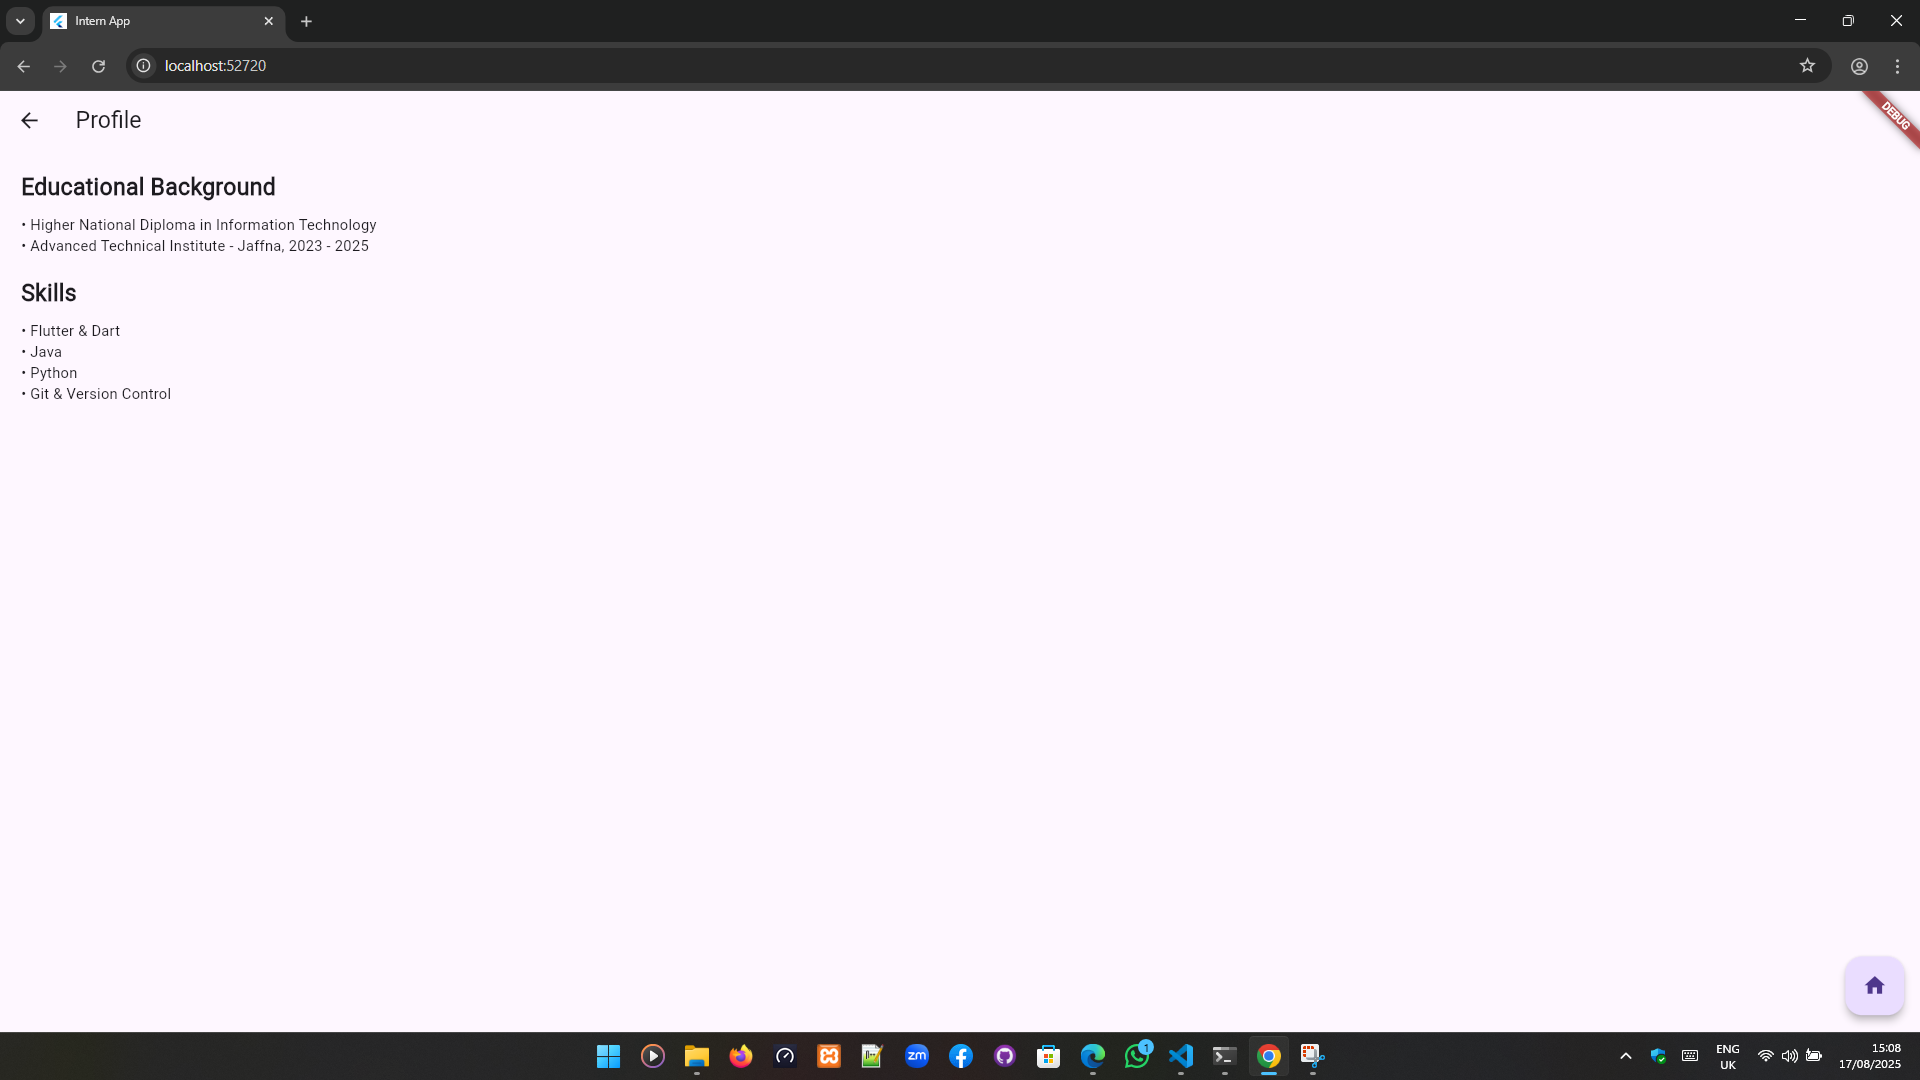 Intern App
localhost:52720
Profile
DEBUG
Educational Background
• Higher National Diploma in Information Technology
• Advanced Technical Institute - Jaffna, 2023 - 2025
Skills
• Flutter & Dart
• Java
• Python
• Git & Version Control
zm
1
ENG
UK
15:08
17/08/2025